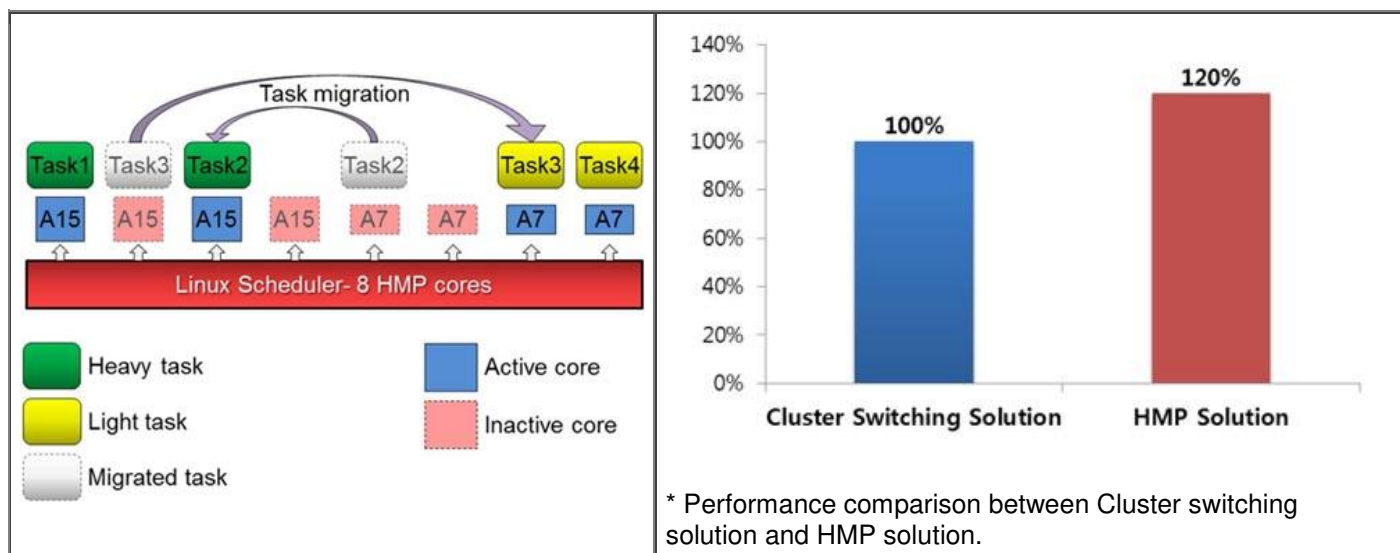 Task migration
Task1 Task3 Task2 Task2 Task3 Task4
A15 A15 A15 A15 A7 A7 A7 A7
Linux Scheduler- 8 HMP cores
Heavy task
Light task
Migrated task
Active core
Inactive core
140%
120%
100%
80%
60%
40%
20%
0%
100%
120%
Cluster Switching Solution
HMP Solution
* Performance comparison between Cluster switching
solution and HMP solution.